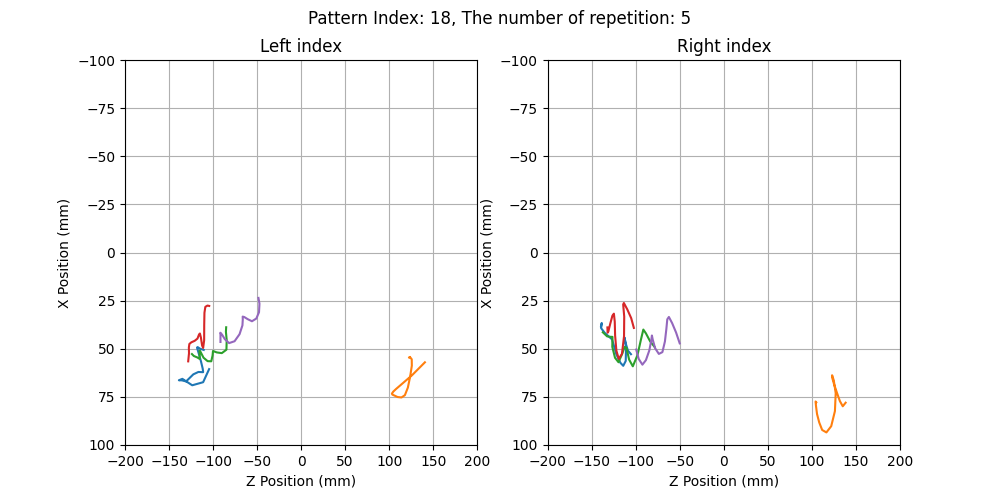 Pattern Index: 18, The number of repetition: 5
Left index
Right index
−100
−75
−50
−25
0
25
50
75
100
X Position (mm)
−200 −150 −100 −50 0 50 100 150 200
Z Position (mm)
−100
−75
−50
−25
0
25
50
75
100
X Position (mm)
−200 −150 −100 −50 0 50 100 150 200
Z Position (mm)